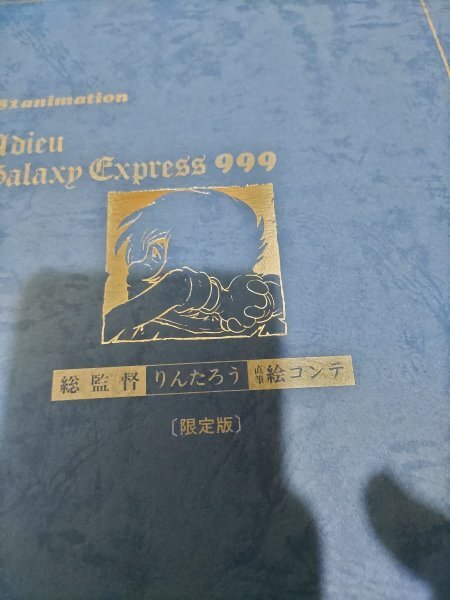 81animation
Adieu
Galaxy Express 999
総監督 りんたろう 直筆 絵コンテ
〔限定版〕